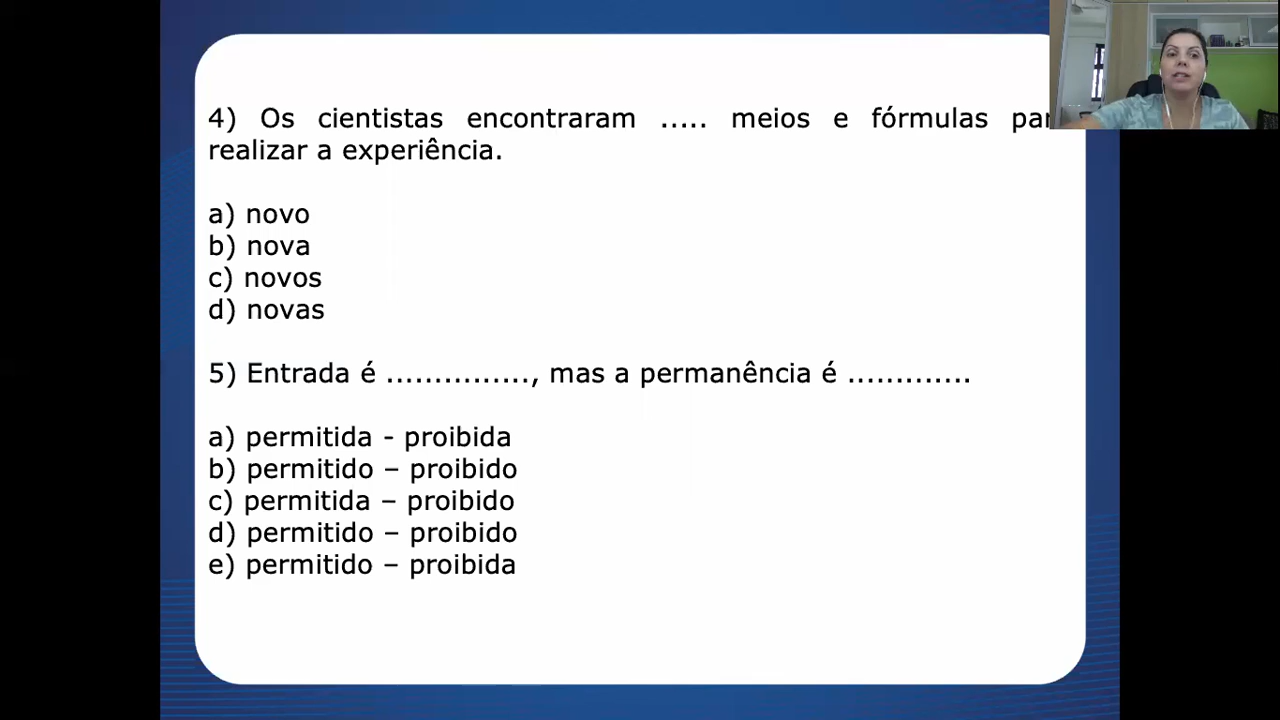 4) Os cientistas encontraram ..... meios e fórmulas
realizar a experiência.
a) novo
b) nova
c) novos
d) novas
5) Entrada é ..............., mas a permanência é .............
a) permitida - proibida
b) permitido – proibido
c) permitida – proibido
d) permitido – proibido
e) permitido – proibida